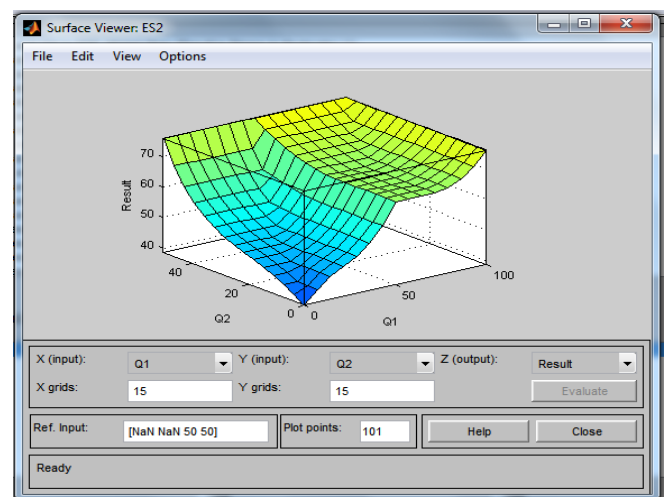 Surface Viewer: ES2
File Edit View Options
70
60
50
40
Result
40
20
0
Q2
0
50
100
Q1
X (input): Q1 Y (input): Q2 Z (output): Result
X grids: 15 Y grids: 15 Evaluate
Ref. Input: [NaN NaN 50 50] Plot points: 101 Help Close
Ready